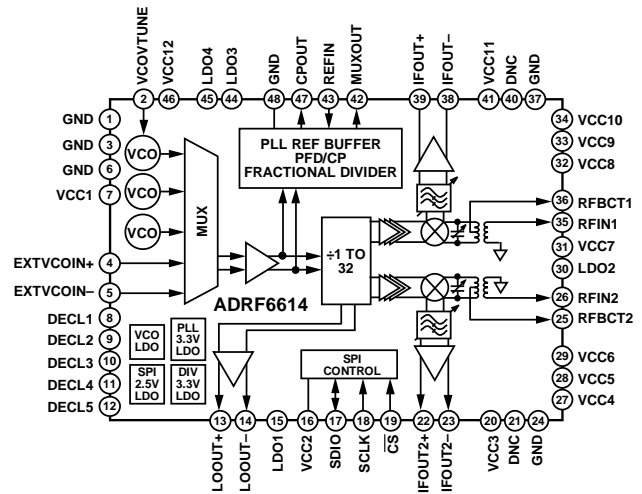 VCOVTUNE
VCC12
LDO4
LDO3
GND
CPOUT
REFIN
MUXOUT
IFOUT+
IFOUT–
VCC11
DNC
GND
2
46
45
44
48
47
43
42
39
38
41
40
37
GND 1
GND 3
GND 6
VCC1 7
EXTVCOIN+ 4
EXTVCOIN– 5
DECL1 8
DECL2 9
DECL3 10
DECL4 11
DECL5 12
VCO
VCO
VCO
MUX
PLL REF BUFFER
PFD/CP
FRACTIONAL DIVIDER
÷1 TO
32
ADRF6614
VCO
LDO
PLL
3.3V
LDO
SPI
2.5V
LDO
DIV
3.3V
LDO
SPI
CONTROL
34 VCC10
33 VCC9
32 VCC8
36 RFBCT1
35 RFIN1
31 VCC7
30 LDO2
26 RFIN2
25 RFBCT2
29 VCC6
28 VCC5
27 VCC4
13
14
15
16
17
18
19
22
23
20
21
24
LOOUT+
LOOUT–
LDO1
VCC2
SDIO
SCLK
CS
IFOUT2+
IFOUT2–
VCC3
DNC
GND